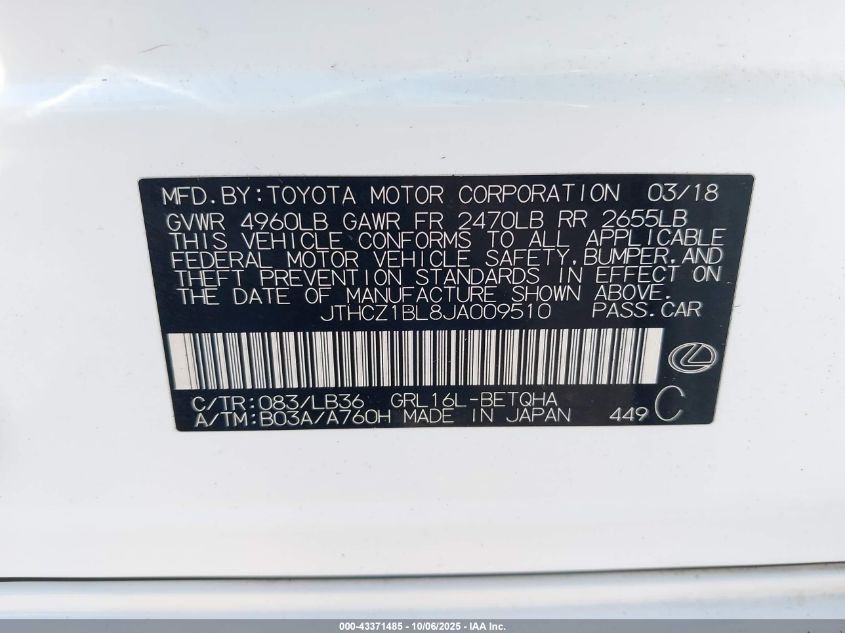 MFD.BY:TOYOTA MOTOR CORPORATION 03/18
GVWR 4960LB GAWR FR 2470LB RR 2655LB
THIS VEHICLE CONFORMS TO ALL APPLICABLE
FEDERAL MOTOR VEHICLE SAFETY, BUMPER, AND
THEFT PREVENTION STANDARDS IN EFFECT ON
THE DATE OF MANUFACTURE SHOWN ABOVE.
JTHCZ1BL8JA009510 PASS.CAR
C/TR:083/LB36 GRL16L-BETQHA
A/TM:B03A/A760H MADE IN JAPAN 449 C
000-43371485 - 10/06/2025 - IAA Inc.